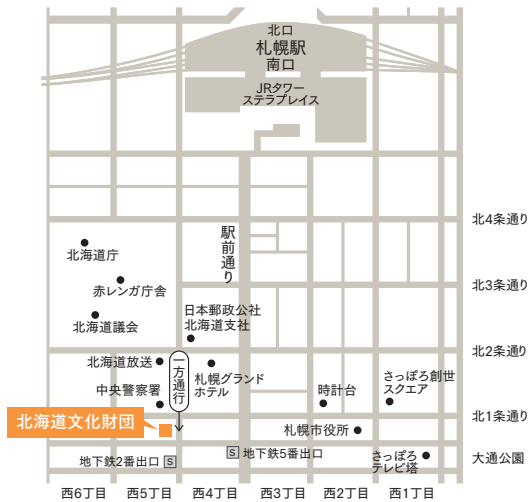 北口
札幌駅
南口
JRタワー
ステラプレイス
北4条通り
駅前通り
北海道庁
赤レンガ庁舎
北3条通り
北海道議会
日本郵政公社
北海道支社
北2条通り
北海道放送
一方通行
札幌グランド
ホテル
中央警察署
時計台
さっぽろ創世
スクエア
北1条通り
北海道文化財団
札幌市役所
地下鉄2番出口
S
S
地下鉄5番出口
さっぽろ
テレビ塔
大通公園
西6丁目
西5丁目
西4丁目
西3丁目
西2丁目
西1丁目